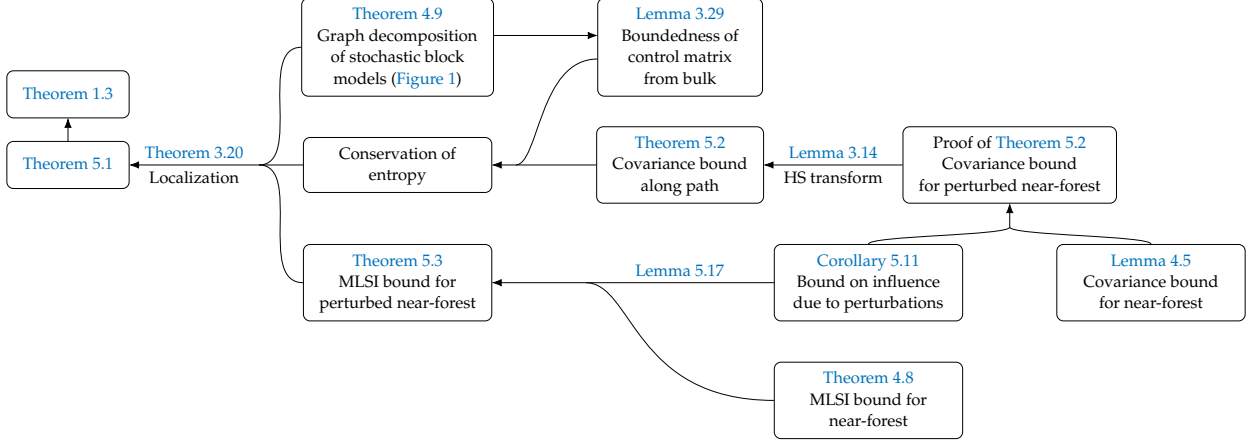 Theorem 4.9
Graph decomposition
of stochastic block
models (Figure 1)
Lemma 3.29
Boundedness of
control matrix
from bulk
Theorem 1.3
Theorem 5.1
Theorem 3.20
Localization
Conservation of
entropy
Theorem 5.2
Covariance bound
along path
Lemma 3.14
HS transform
Proof of Theorem 5.2
Covariance bound
for perturbed near-forest
Theorem 5.3
MLSI bound for
perturbed near-forest
Lemma 5.17
Corollary 5.11
Bound on influence
due to perturbations
Lemma 4.5
Covariance bound
for near-forest
Theorem 4.8
MLSI bound for
near-forest